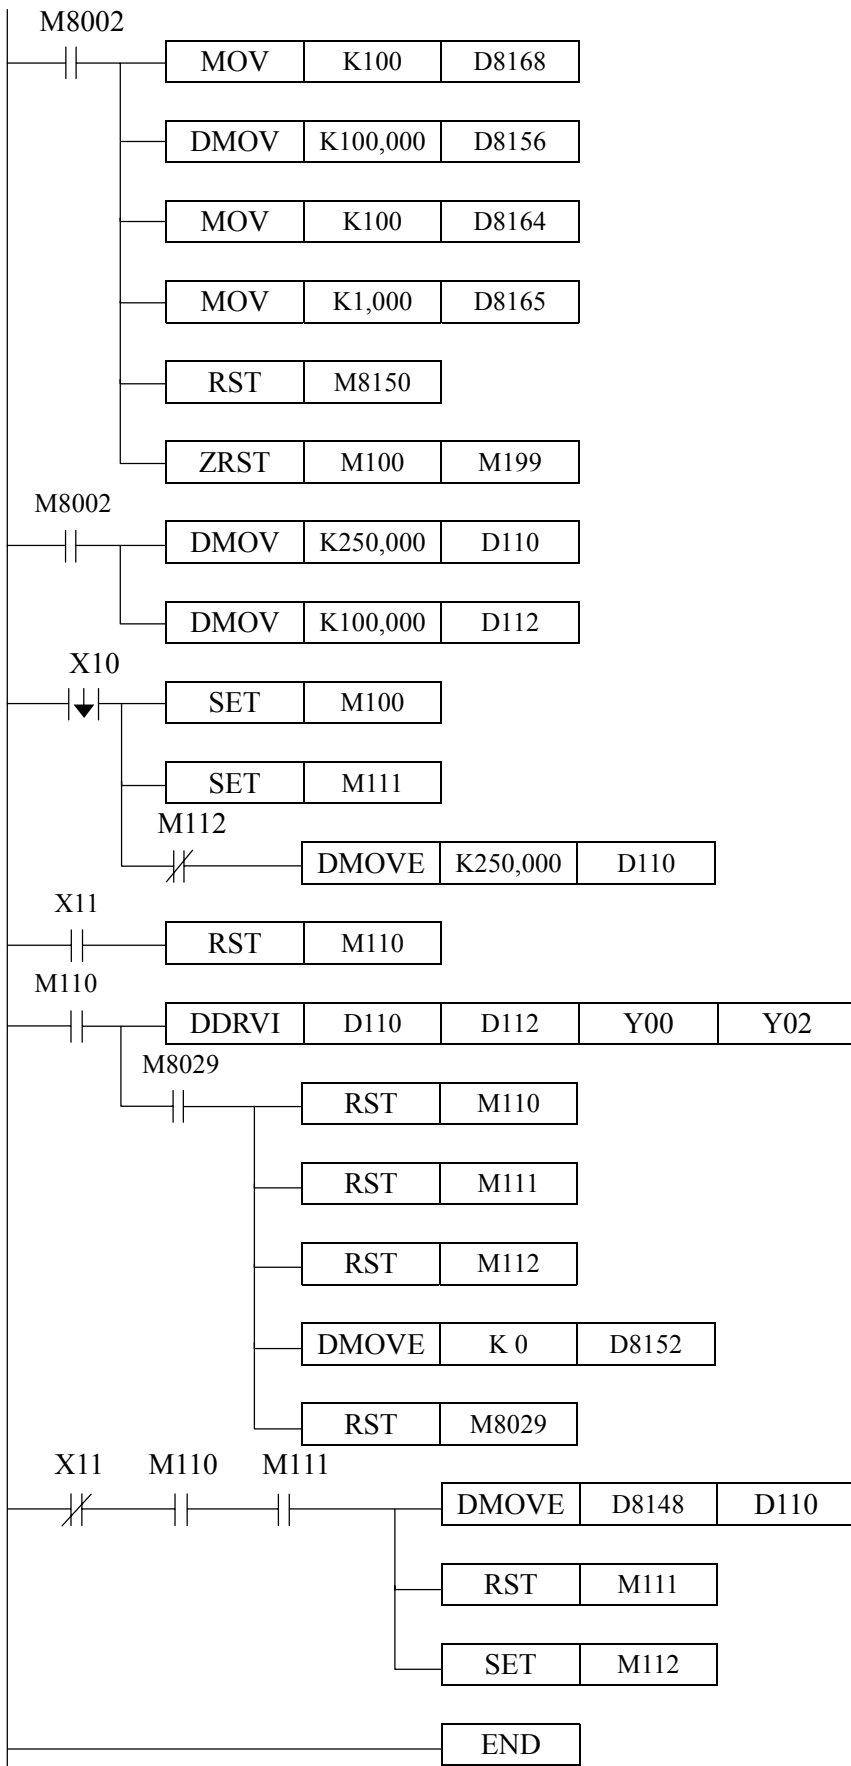 M8002
MOV K100 D8168
DMOV K100,000 D8156
MOV K100 D8164
MOV K1,000 D8165
RST M8150
ZRST M100 M199
M8002
DMOV K250,000 D110
DMOV K100,000 D112
X10
SET M100
SET M111
M112
DMOVE K250,000 D110
X11
RST M110
M110
DDRVI D110 D112 Y00 Y02
M8029
RST M110
RST M111
RST M112
DMOVE K 0 D8152
RST M8029
X11 M110 M111
DMOVE D8148 D110
RST M111
SET M112
END